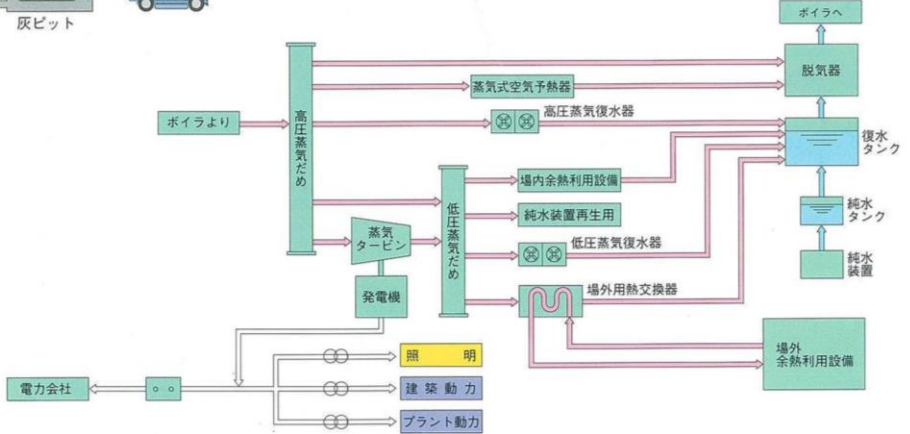 灰ピット
ボイラへ
脱気器
蒸気式空気予熱器
ボイラより
高圧蒸気だめ
高圧蒸気復水器
復水
タンク
場内余熱利用設備
低圧蒸気だめ
純水装置再生用
純水
タンク
蒸気
タービン
低圧蒸気復水器
純水
装置
発電機
場外用熱交換器
場外
余熱利用設備
照明
電力会社
建築動力
プラント動力